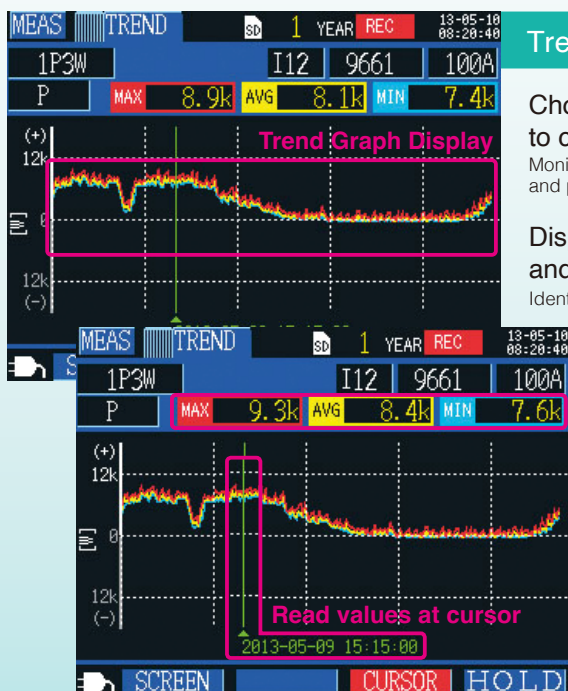 MEAS TREND SD 1 YEAR REC 13-05-10
08:20:40
1P3W I12 9661 100A
P MAX 8.9k AVG 8.1k MIN 7.4k
Trend Graph Display
(+)
12k
[W] 0
12k
(-)
Tre
Cho
to c
Moni
and p
Dis
and
Ident
S
MEAS TREND SD 1 YEAR REC 13-05-10
08:20:40
1P3W I12 9661 100A
P MAX 9.3k AVG 8.4k MIN 7.6k
(+)
12k
[W] 0
12k
(-)
Read values at cursor
2013-05-09 15:15:00
SCREEN CURSOR HOLD